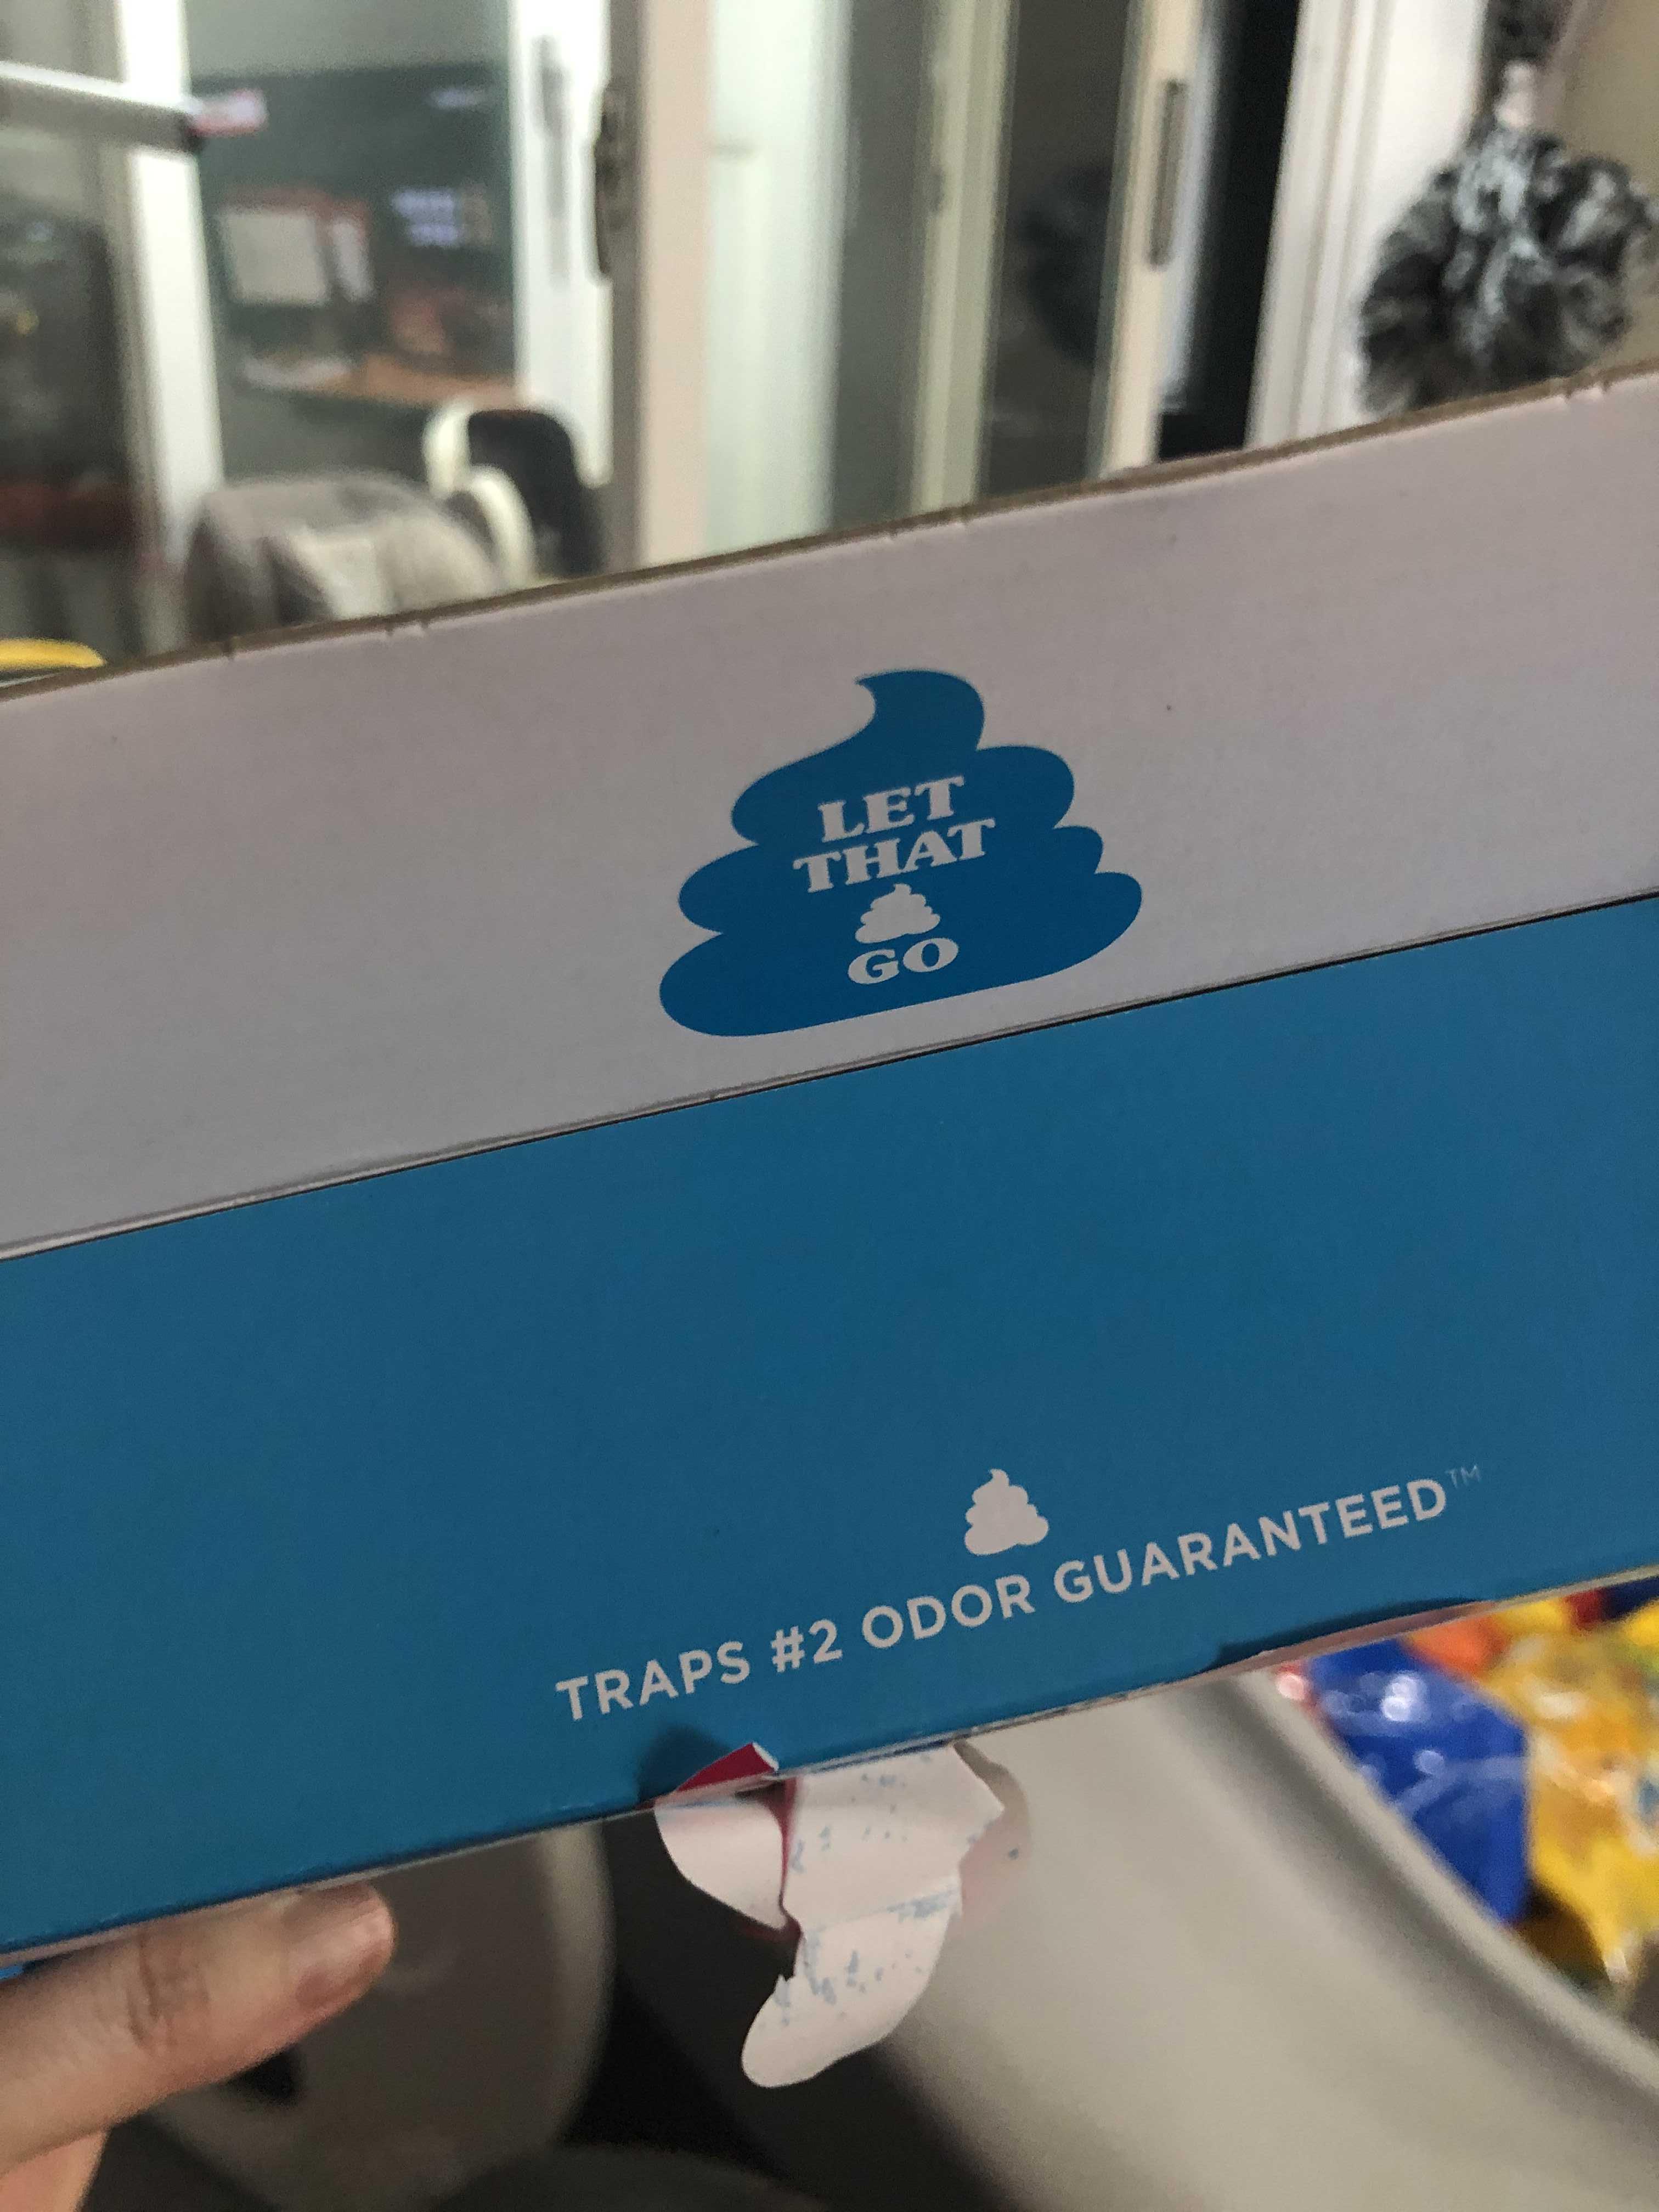 LET
THAT
GO
TRAPS #2 ODOR GUARANTEED™